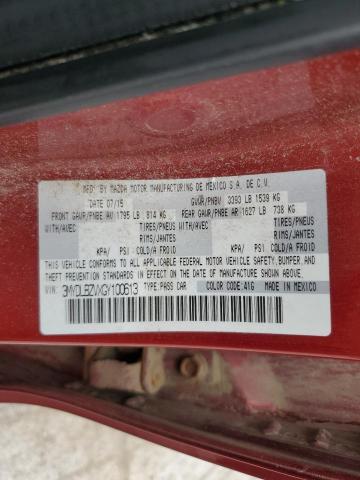 MFD. BY MAZDA MOTOR MANUFACTURING DE MEXICO S.A. DE C.V.
DATE 07/15 GVWR/PNBV 3393 LB 1539 KG
FRONT GAWR/PNBE AV 1795 LB 814 KG REAR GAWR/PNBE AR 1627 LB 738 KG
WITH/AVEC TIRES/PNEUS WITH/AVEC TIRES/PNEUS
RIMS/JANTES RIMS/JANTES
KPA/ PSI/COLD/A FROID KPA/ PSI/COLD/A FROID
THIS VEHICLE CONFORMS TO ALL APPLICABLE FEDERAL MOTOR VEHICLE SAFETY, BUMPER, AND
THEFT PREVENTION STANDARDS IN EFFECT ON THE DATE OF MANUFACTURE SHOWN ABOVE.
3MYDLBZVXGY100613 TYPE:PASS CAR COLOR CODE:41G MADE IN MEXICO